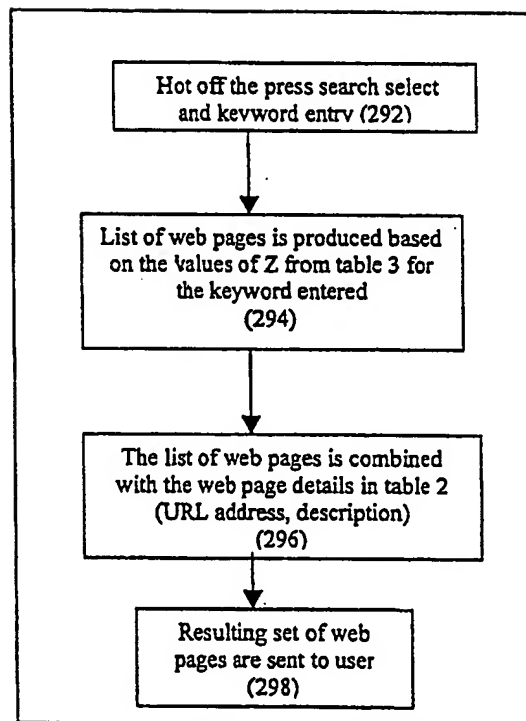 Hot off the press search select
and keyword entry (292)
List of web pages is produced based
on the Values of Z from table 3 for
the keyword entered
(294)
The list of web pages is combined
with the web page details in table 2
(URL address, description)
(296)
Resulting set of web
pages are sent to user
(298)